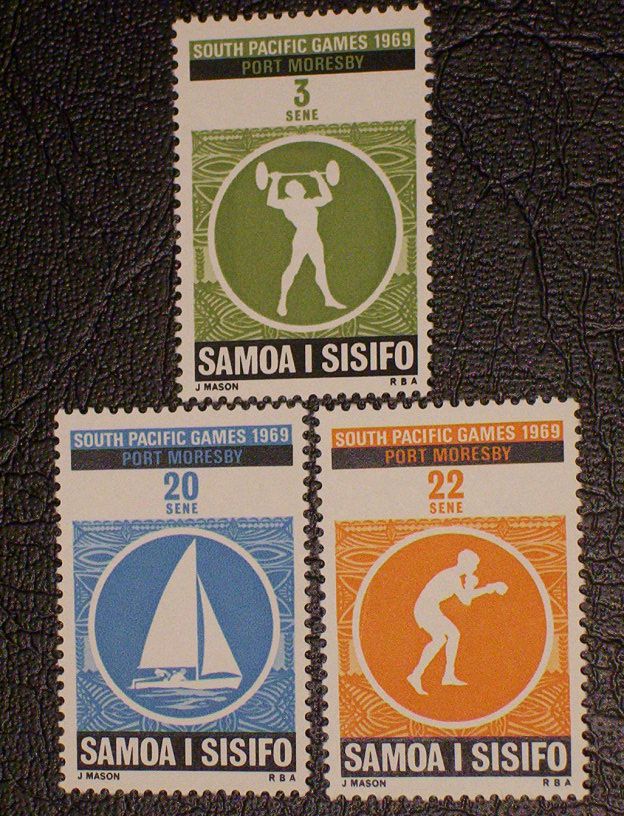 SOUTH PACIFIC GAMES 1969
PORT MORESBY
3
SENE
SAMOA I SISIFO
J MASON RBA
SOUTH PACIFIC GAMES 1969
PORT MORESBY
20
SENE
SAMOA I SISIFO
J MASON RBA
SOUTH PACIFIC GAMES 1969
PORT MORESBY
22
SENE
SAMOA I SISIFO
J MASON RBA